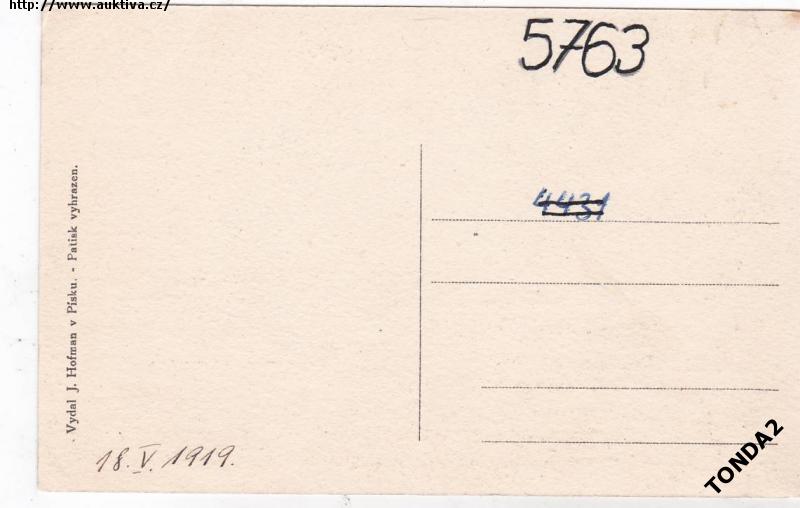 http://www.auktiva.cz/
5763
4431
Vydal J. Hofman v Písku. - Patisk vyhrazen.
18. V. 1919.
TONDA2